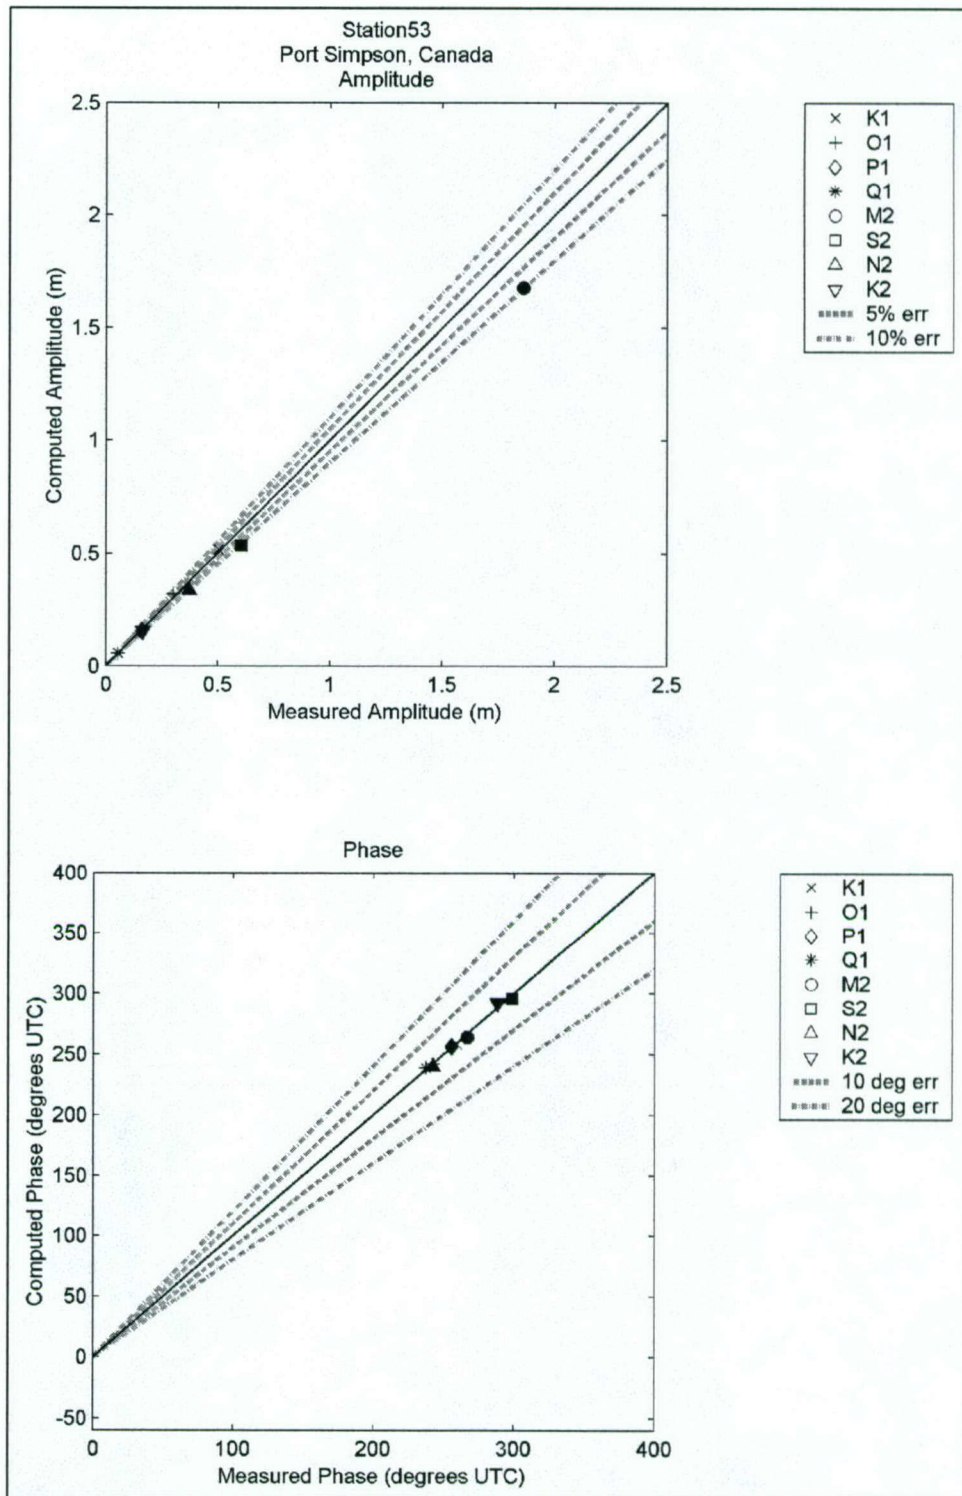 Station53
Port Simpson, Canada
Amplitude
2.5
2
1.5
1
0.5
0
Computed Amplitude (m)
0 0.5 1 1.5 2 2.5
Measured Amplitude (m)
K1
O1
P1
Q1
M2
S2
N2
K2
5% err
10% err
Phase
400
350
300
250
200
150
100
50
0
-50
Computed Phase (degrees UTC)
0 100 200 300 400
Measured Phase (degrees UTC)
K1
O1
P1
Q1
M2
S2
N2
K2
10 deg err
20 deg err